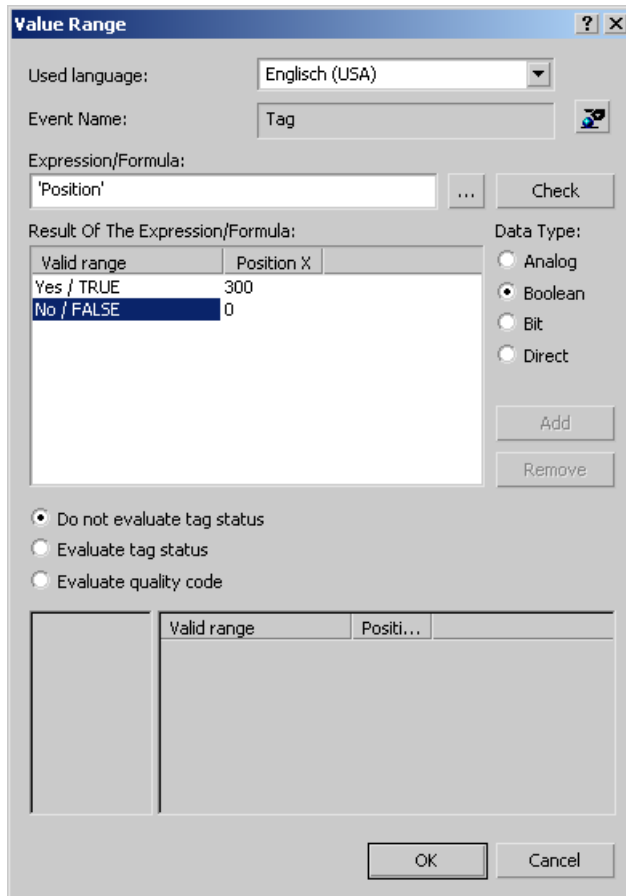 Value Range
Used language: Englisch (USA)
Event Name: Tag
Expression/Formula:
'Position' ... Check
Result Of The Expression/Formula: Data Type:
Valid range Position X
Yes / TRUE 300
No / FALSE 0
Analog
Boolean
Bit
Direct
Add
Remove
Do not evaluate tag status
Evaluate tag status
Evaluate quality code
Valid range Positi...
OK Cancel